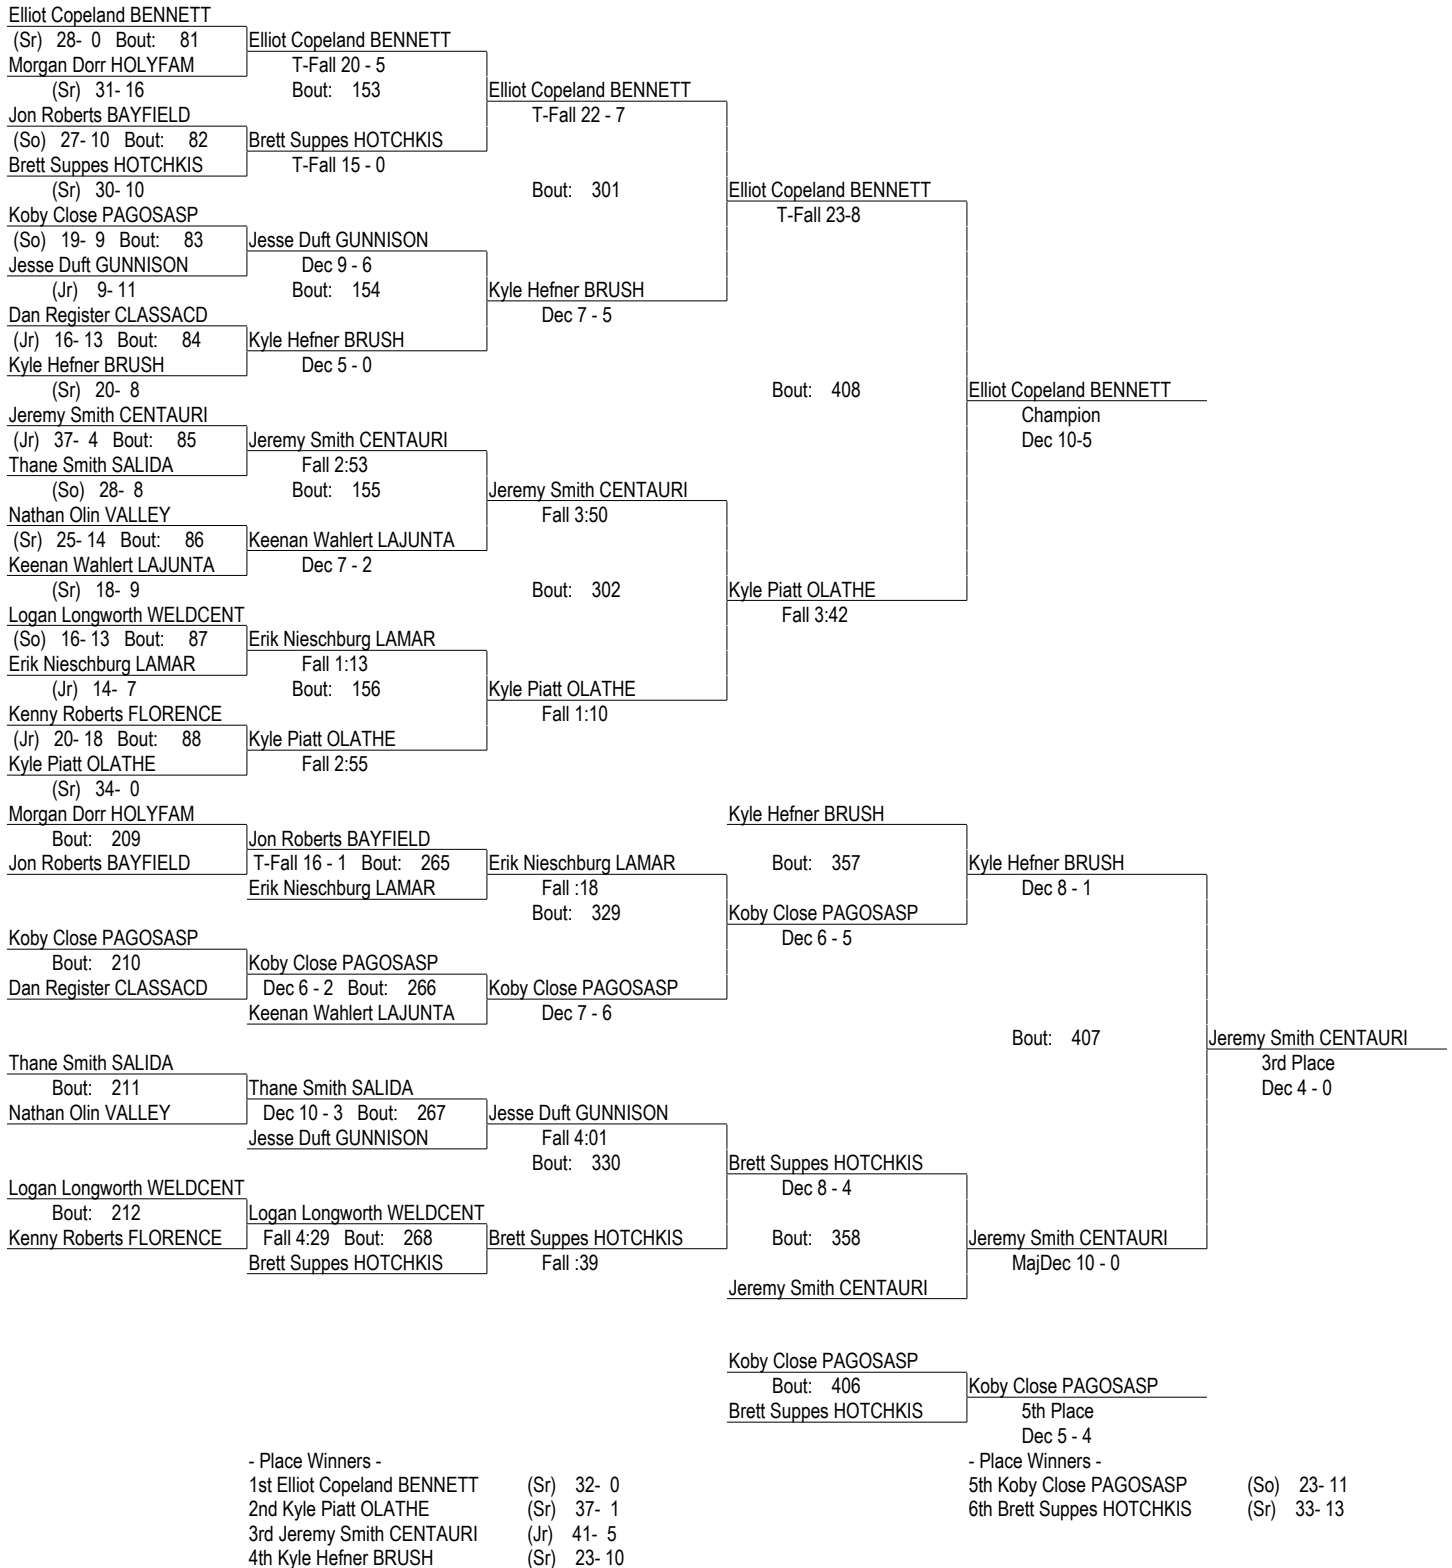 Elliot Copeland BENNETT
(Sr) 28- 0 Bout: 81 Elliot Copeland BENNETT
Morgan Dorr HOLYFAM T-Fall 20 - 5
(Sr) 31- 16 Bout: 153 Elliot Copeland BENNETT
Jon Roberts BAYFIELD T-Fall 22 - 7
(So) 27- 10 Bout: 82 Brett Suppes HOTCHKIS
Brett Suppes HOTCHKIS T-Fall 15 - 0
(Sr) 30- 10 Bout: 301 Elliot Copeland BENNETT
Koby Close PAGOSASP T-Fall 23-8
(So) 19- 9 Bout: 83 Jesse Duft GUNNISON
Jesse Duft GUNNISON Dec 9 - 6
(Jr) 9- 11 Bout: 154 Kyle Hefner BRUSH
Dan Register CLASSACD Dec 7 - 5
(Jr) 16- 13 Bout: 84 Kyle Hefner BRUSH
Kyle Hefner BRUSH Dec 5 - 0
(Sr) 20- 8 Bout: 408 Elliot Copeland BENNETT
Jeremy Smith CENTAURI Champion
(Jr) 37- 4 Bout: 85 Jeremy Smith CENTAURI Dec 10-5
Thane Smith SALIDA Fall 2:53
(So) 28- 8 Bout: 155 Jeremy Smith CENTAURI
Nathan Olin VALLEY Fall 3:50
(Sr) 25- 14 Bout: 86 Keenan Wahlert LAJUNTA
Keenan Wahlert LAJUNTA Dec 7 - 2
(Sr) 18- 9 Bout: 302 Kyle Piatt OLATHE
Logan Longworth WELDCENT Fall 3:42
(So) 16- 13 Bout: 87 Erik Nieschburg LAMAR
Erik Nieschburg LAMAR Fall 1:13
(Jr) 14- 7 Bout: 156 Kyle Piatt OLATHE
Kenny Roberts FLORENCE Fall 1:10
(Jr) 20- 18 Bout: 88 Kyle Piatt OLATHE
Kyle Piatt OLATHE Fall 2:55
(Sr) 34- 0
Morgan Dorr HOLYFAM Kyle Hefner BRUSH
Bout: 209 Jon Roberts BAYFIELD
Jon Roberts BAYFIELD T-Fall 16 - 1 Bout: 265 Erik Nieschburg LAMAR Bout: 357 Kyle Hefner BRUSH
Erik Nieschburg LAMAR Fall :18 Dec 8 - 1
Bout: 329 Koby Close PAGOSASP
Koby Close PAGOSASP Dec 6 - 5
Bout: 210 Koby Close PAGOSASP
Dan Register CLASSACD Dec 6 - 2 Bout: 266 Koby Close PAGOSASP
Keenan Wahlert LAJUNTA Dec 7 - 6
Bout: 407 Jeremy Smith CENTAURI
Thane Smith SALIDA 3rd Place
Bout: 211 Thane Smith SALIDA Dec 4 - 0
Nathan Olin VALLEY Dec 10 - 3 Bout: 267 Jesse Duft GUNNISON
Jesse Duft GUNNISON Fall 4:01
Bout: 330 Brett Suppes HOTCHKIS
Logan Longworth WELDCENT Dec 8 - 4
Bout: 212 Logan Longworth WELDCENT
Kenny Roberts FLORENCE Fall 4:29 Bout: 268 Brett Suppes HOTCHKIS Bout: 358 Jeremy Smith CENTAURI
Brett Suppes HOTCHKIS Fall :39 MajDec 10 - 0
Jeremy Smith CENTAURI
Koby Close PAGOSASP
Bout: 406 Koby Close PAGOSASP
Brett Suppes HOTCHKIS 5th Place
Dec 5 - 4
- Place Winners - - Place Winners -
1st Elliot Copeland BENNETT (Sr) 32- 0 5th Koby Close PAGOSASP (So) 23- 11
2nd Kyle Piatt OLATHE (Sr) 37- 1 6th Brett Suppes HOTCHKIS (Sr) 33- 13
3rd Jeremy Smith CENTAURI (Jr) 41- 5
4th Kyle Hefner BRUSH (Sr) 23- 10